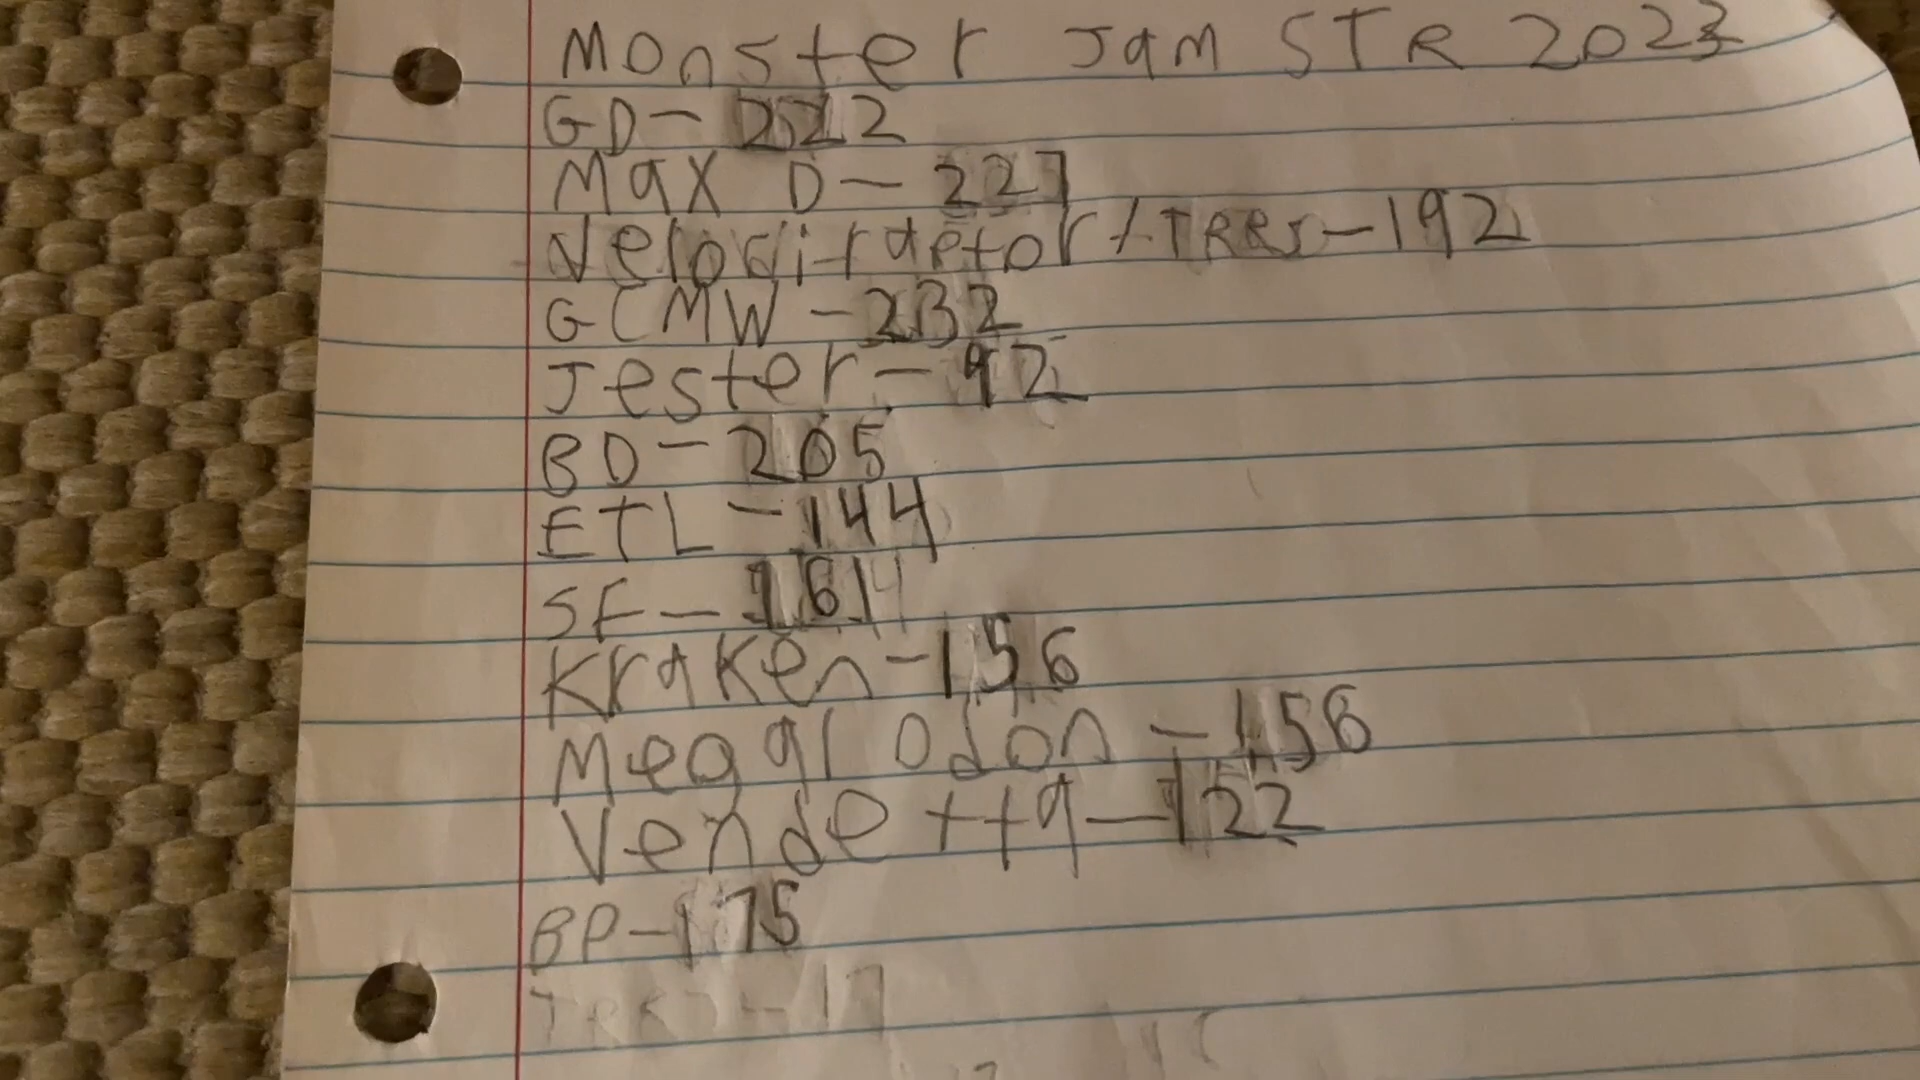 Monster Jam STR 2023
GD- 222
Max D- 227
Velociraptor/TRRS-192
GCMW-232
Jester-92
BD-205
ETL-144
SF-161
Kraken-156
Megalodon-156
Vendetta-122
BP-175